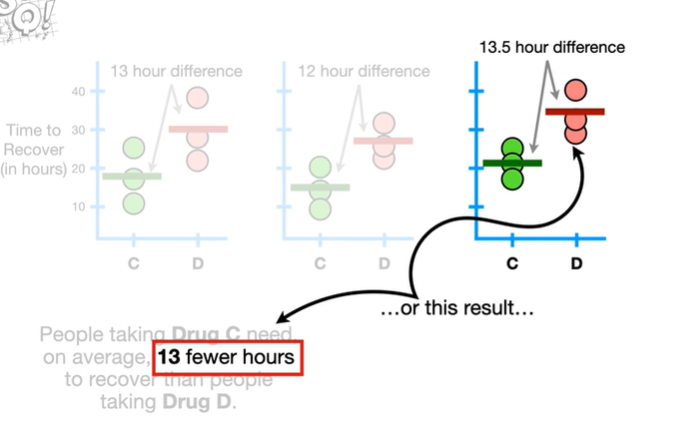 Q!
13.5 hour difference
13 hour difference
12 hour difference
Time to
Recover
(in hours)
40
30
20
10
C
D
C
D
C
D
…or this result…
People taking Drug C need,
on average, 13 fewer hours
to recover than people
taking Drug D.